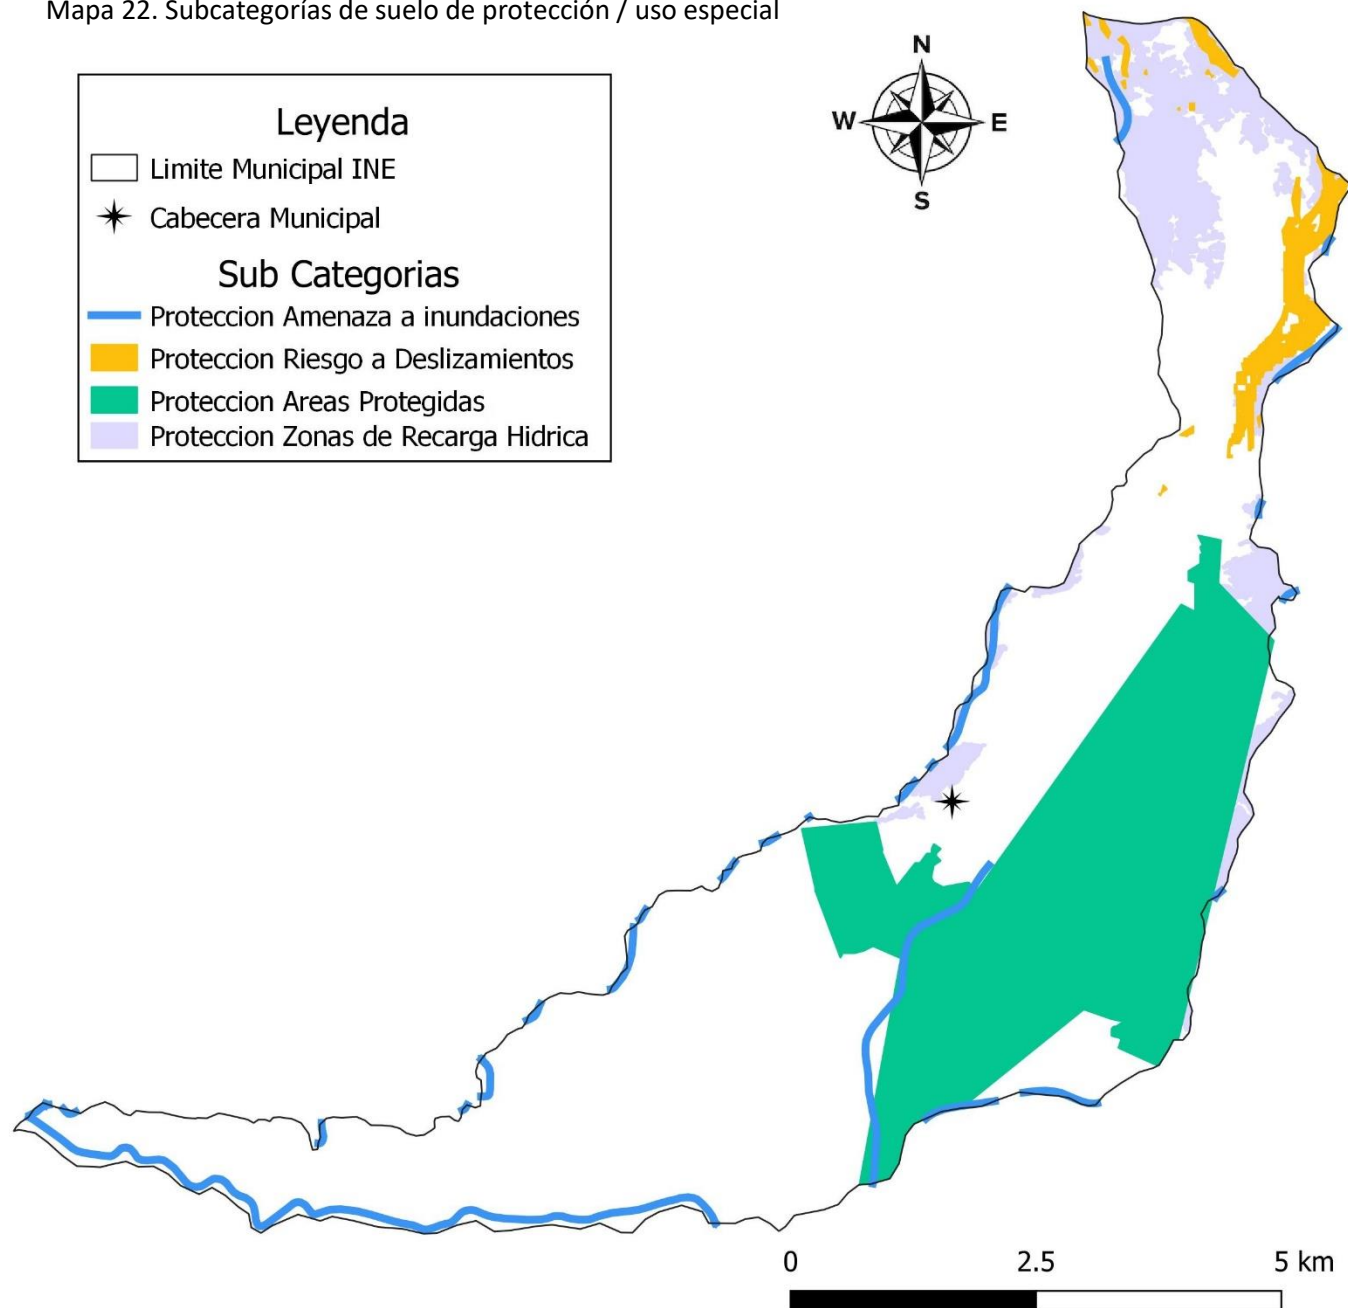 Mapa 22. Subcategorías de suelo de protección / uso especial
N
W E
S
Leyenda
Limite Municipal INE
Cabecera Municipal
Sub Categorias
Proteccion Amenaza a inundaciones
Proteccion Riesgo a Deslizamientos
Proteccion Areas Protegidas
Proteccion Zonas de Recarga Hidrica
0 2.5 5 km